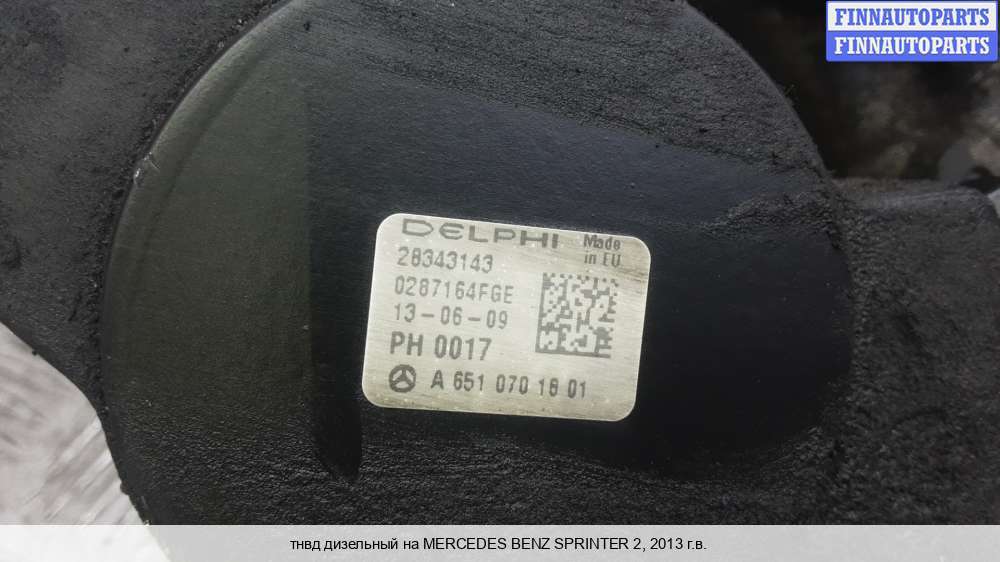 FINNAUTOPARTS
FINNAUTOPARTS
DELPHI Made in EU
28343143
0287164FGE
13-06-09
PH 0017
A 651 070 18 01
тнвд дизельный на MERCEDES BENZ SPRINTER 2, 2013 г.в.